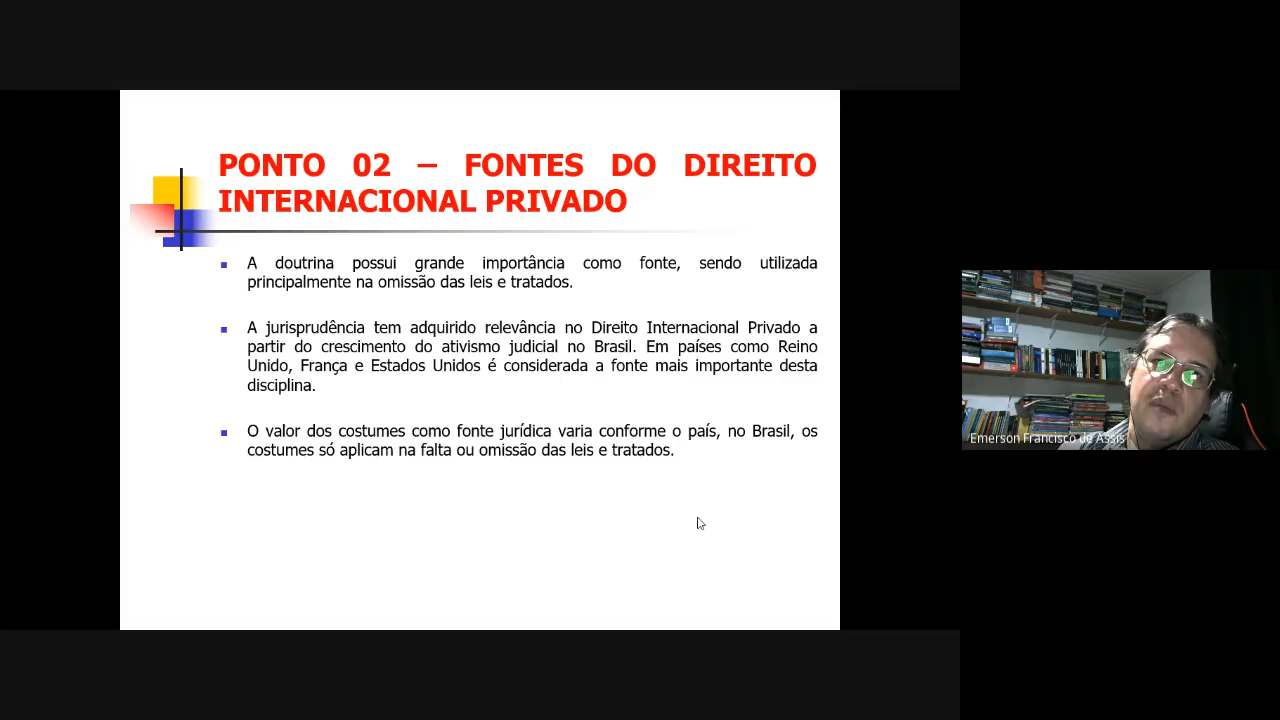 PONTO 02 – FONTES DO DIREITO
INTERNACIONAL PRIVADO
A doutrina possui grande importância como fonte, sendo utilizada
principalmente na omissão das leis e tratados.
A jurisprudência tem adquirido relevância no Direito Internacional Privado a
partir do crescimento do ativismo judicial no Brasil. Em países como Reino
Unido, França e Estados Unidos é considerada a fonte mais importante desta
disciplina.
O valor dos costumes como fonte jurídica varia conforme o país, no Brasil, os
costumes só aplicam na falta ou omissão das leis e tratados.
Emerson Francisco de Assis